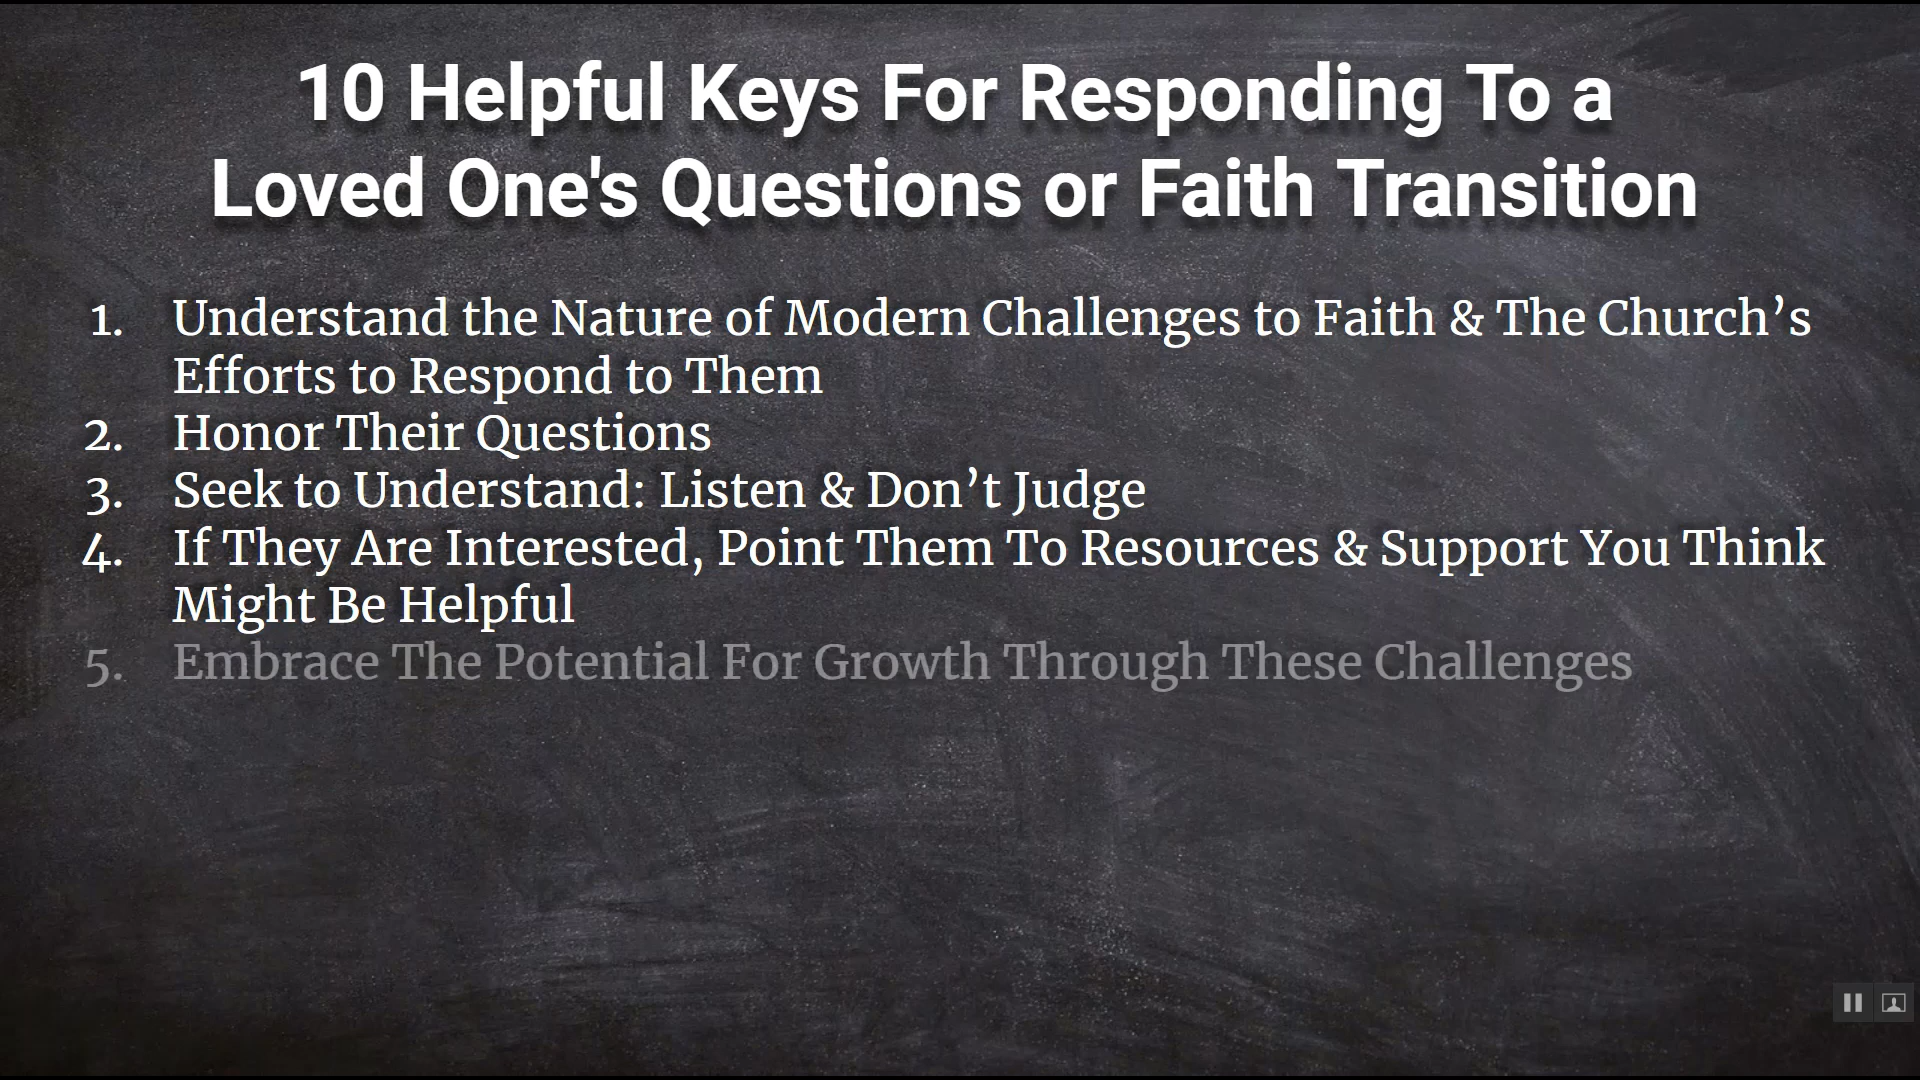 10 Helpful Keys For Responding To a
Loved One's Questions or Faith Transition
1. Understand the Nature of Modern Challenges to Faith & The Church’s
Efforts to Respond to Them
2. Honor Their Questions
3. Seek to Understand: Listen & Don’t Judge
4. If They Are Interested, Point Them To Resources & Support You Think
Might Be Helpful
5. Embrace The Potential For Growth Through These Challenges